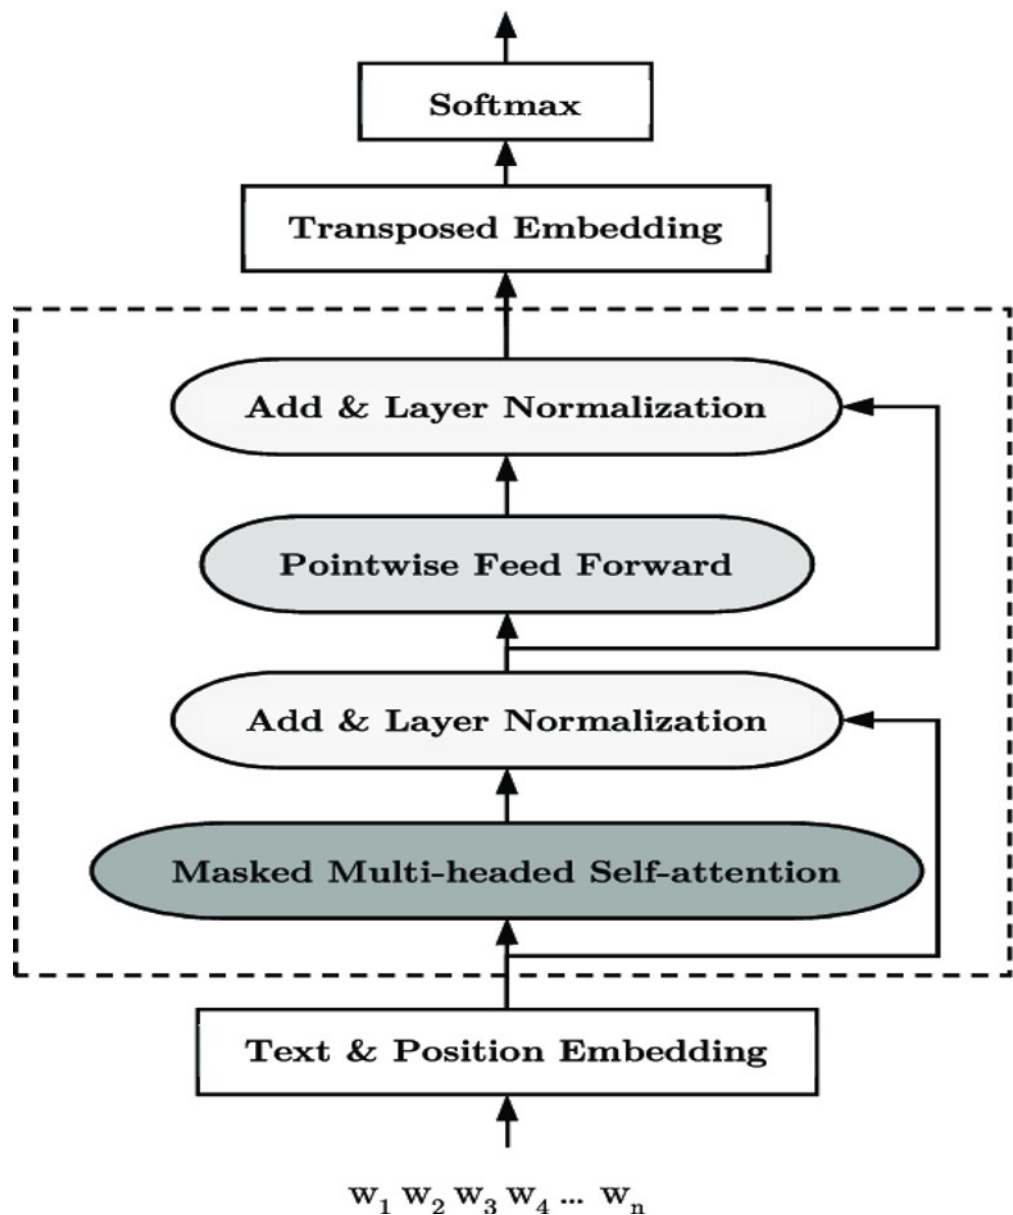 Softmax
Transposed Embedding
Add & Layer Normalization
Pointwise Feed Forward
Add & Layer Normalization
Masked Multi-headed Self-attention
Text & Position Embedding
w₁ w₂ w₃ w₄ ... wₙ